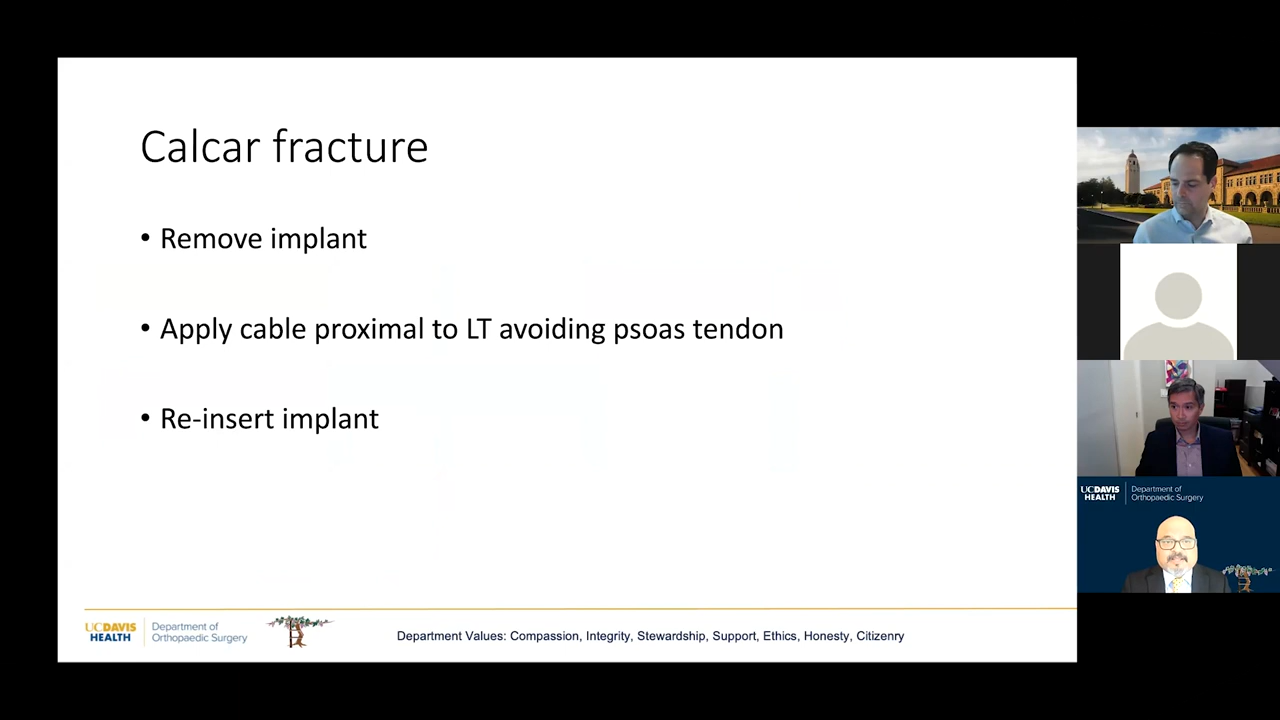 Calcar fracture
• Remove implant
• Apply cable proximal to LT avoiding psoas tendon
• Re-insert implant
UCDAVIS
HEALTH
Department of
Orthopaedic Surgery
Department Values: Compassion, Integrity, Stewardship, Support, Ethics, Honesty, Citizenry
UCDAVIS
HEALTH
Department of
Orthopaedic Surgery